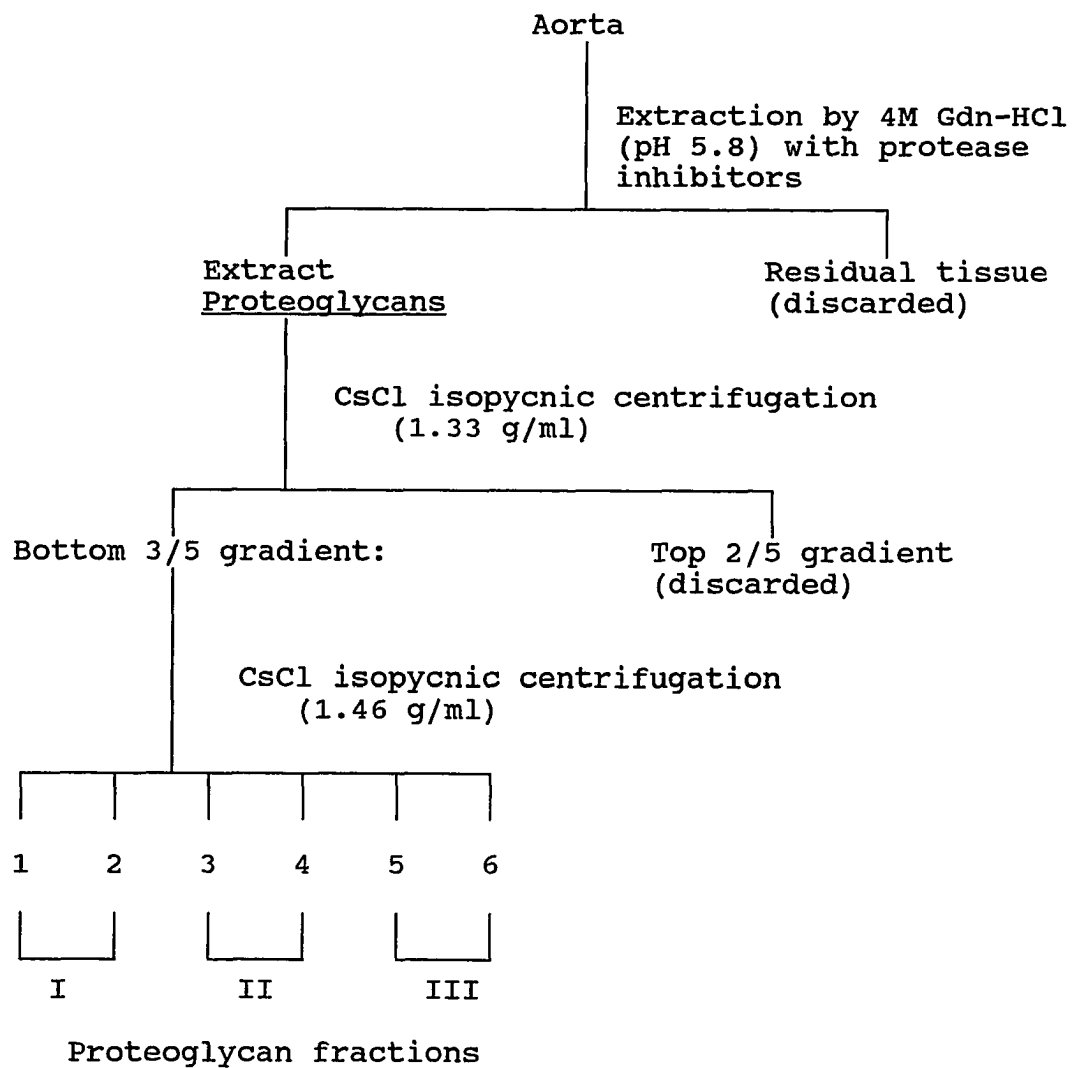 Aorta
Extraction by 4M Gdn-HCl
(pH 5.8) with protease
inhibitors
Extract
Proteoglycans
Residual tissue
(discarded)
CsCl isopycnic centrifugation
(1.33 g/ml)
Bottom 3/5 gradient:
Top 2/5 gradient
(discarded)
CsCl isopycnic centrifugation
(1.46 g/ml)
1 2 3 4 5 6
I II III
Proteoglycan fractions